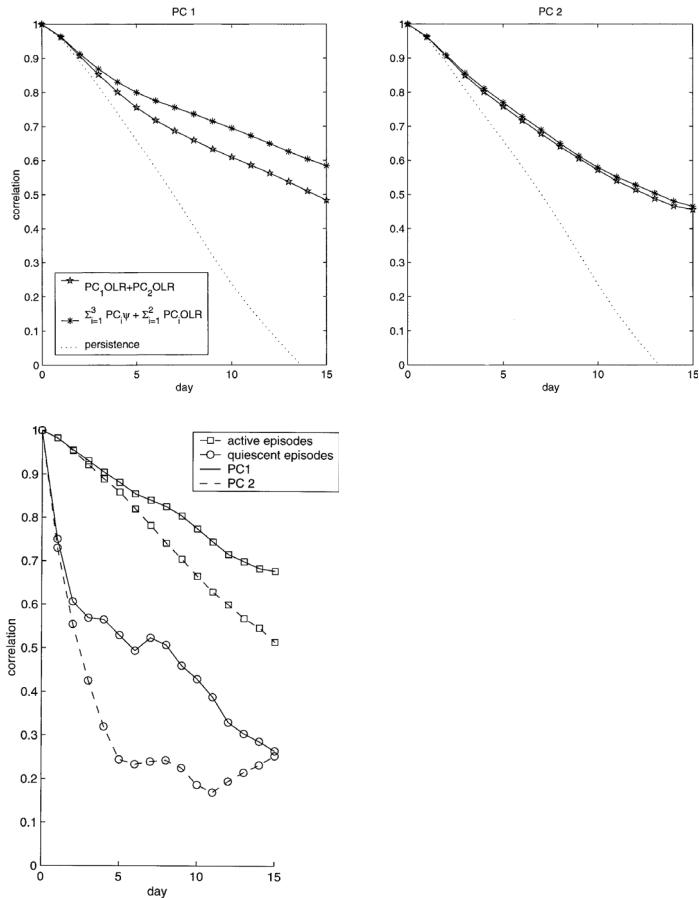 PC 1
1
0.9
0.8
0.7
0.6
0.5
0.4
0.3
0.2
0.1
0
correlation
PC₁OLR+PC₂OLR
Σ³ᵢ₌₁ PCᵢψ + Σ²ᵢ₌₁ PCᵢOLR
persistence
0 5 10 15
day
PC 2
1
0.9
0.8
0.7
0.6
0.5
0.4
0.3
0.2
0.1
0
0 5 10 15
day
1
0.9
0.8
0.7
0.6
0.5
0.4
0.3
0.2
0.1
0
correlation
active episodes
quiescent episodes
PC1
PC 2
0 5 10 15
day